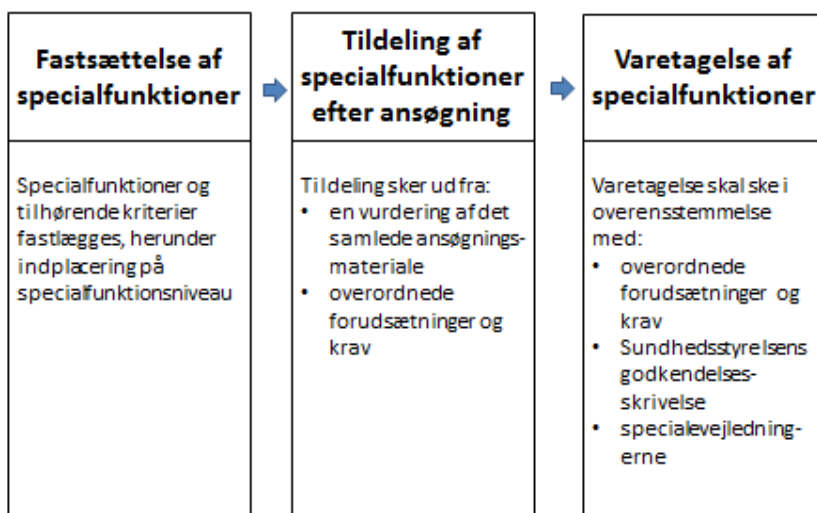 Fastsættelse af
specialfunktioner
Specialfunktioner og
tilhørende kriterier
fastlægges, herunder
indplacering på
specialfunktionsniveau
Tildeling af
specialfunktioner
efter ansøgning
Tildeling sker ud fra:
• en vurdering af det
samlede ansøgnings-
materiale
• overordnede
forudsætninger og
krav
Varetagelse af
specialfunktioner
Varetagelse skal ske i
overensstemmelse
med:
• overordnede
forudsætninger og
krav
• Sundhedsstyrelsens
godkendelses-
skrivelse
• specialevejledning-
erne